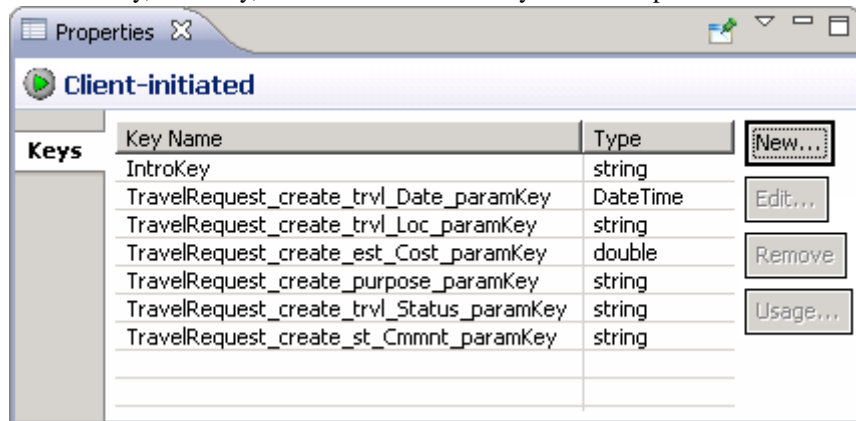 Properties
Client-initiated
Keys
Key Name Type
IntroKey string
TravelRequest_create_trvl_Date_paramKey DateTime
TravelRequest_create_trvl_Loc_paramKey string
TravelRequest_create_est_Cost_paramKey double
TravelRequest_create_purpose_paramKey string
TravelRequest_create_trvl_Status_paramKey string
TravelRequest_create_st_Cmmnt_paramKey string
New...
Edit...
Remove
Usage...